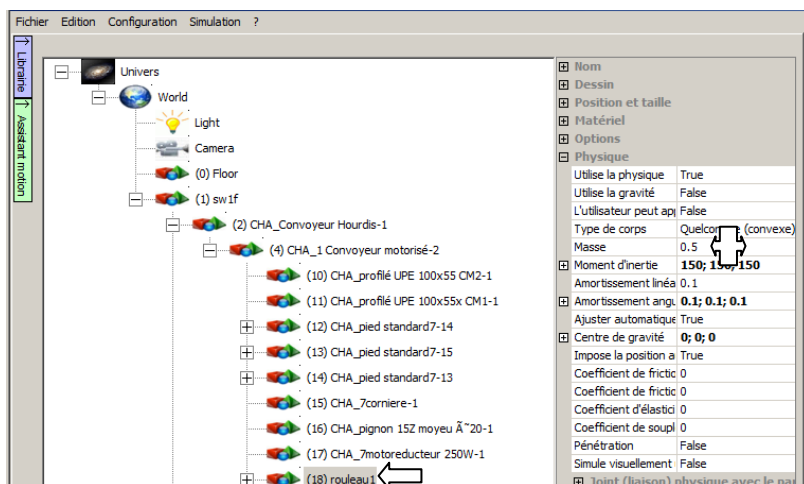 Fichier Edition Configuration Simulation ?
Librairie
Assistant motion
Univers
World
Light
Camera
(0) Floor
(1) sw1f
(2) CHA_Convoyeur Hourdis-1
(4) CHA_1 Convoyeur motorisé-2
(10) CHA_profilé UPE 100x55 CM2-1
(11) CHA_profilé UPE 100x55x CM1-1
(12) CHA_pied standard7-14
(13) CHA_pied standard7-15
(14) CHA_pied standard7-13
(15) CHA_7corniere-1
(16) CHA_pignon 15Z moyeu Ã˜20-1
(17) CHA_7motoreducteur 250W-1
(18) rouleau1
Nom
Dessin
Position et taille
Matériel
Options
Physique
Utilise la physique True
Utilise la gravité False
L'utilisateur peut app False
Type de corps (convexe)
Masse 0.5
Moment d'inertie 150; 150; 150
Amortissement linéa 0.1
Amortissement angu 0.1; 0.1; 0.1
Ajuster automatique True
Centre de gravité 0; 0; 0
Impose la position a True
Coefficient de frictio 0
Coefficient de frictio 0
Coefficient d'élastici 0
Coefficient de soupl 0
Pénétration False
Simule visuellement False
Joint (liaison) physique avec le par